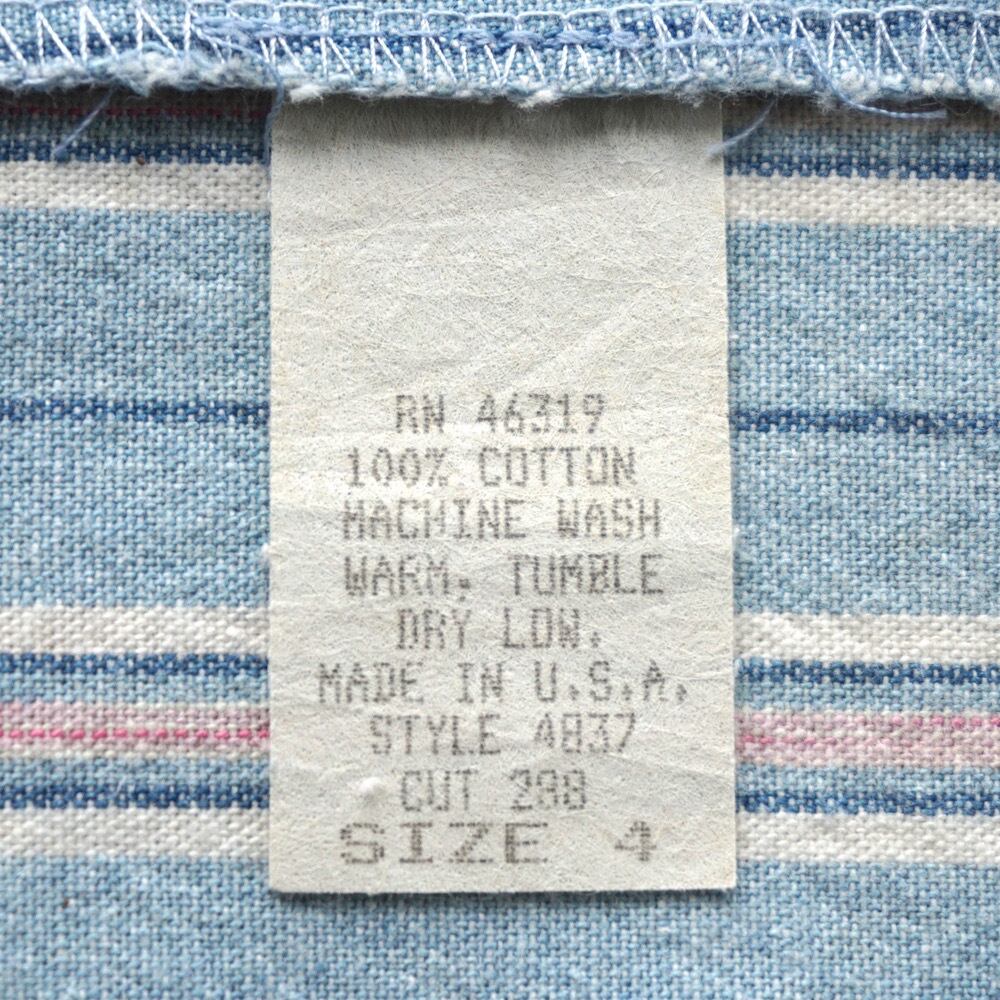 RN 46319
100% COTTON
MACHINE WASH
WARM. TUMBLE
DRY LOW.
MADE IN U.S.A.
STYLE 4837
CUT 288
SIZE 4